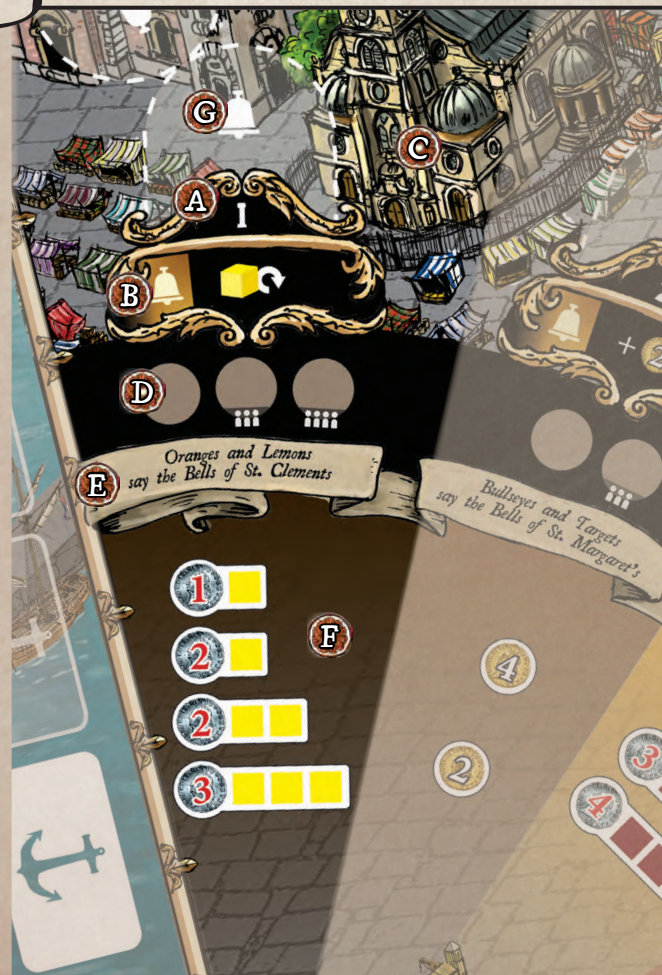 G
C
A
I
B
+ 2
D
Oranges and Lemons
say the Bells of St. Clements
E
Bullseyes and Targets
say the Bells of St. Margaret's
1
F
2
4
2
2
3
3
4